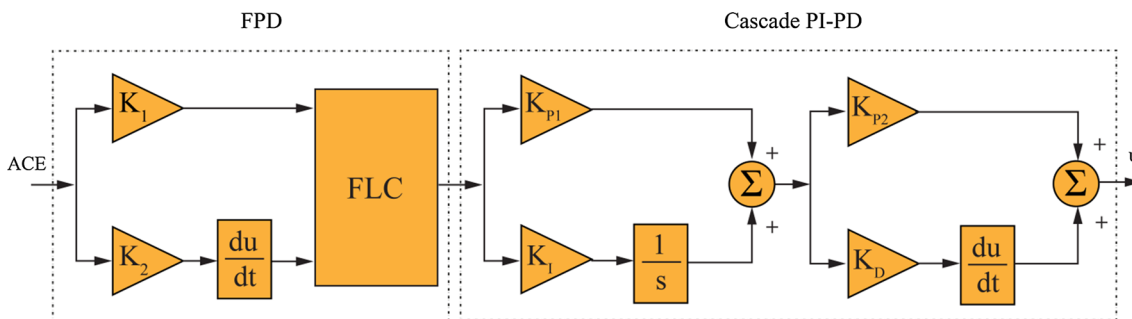 FPD
Cascade PI-PD
ACE
K1
K2
du
dt
FLC
KP1
KI
1
s
+
Σ
+
KP2
KD
du
dt
+
Σ
+